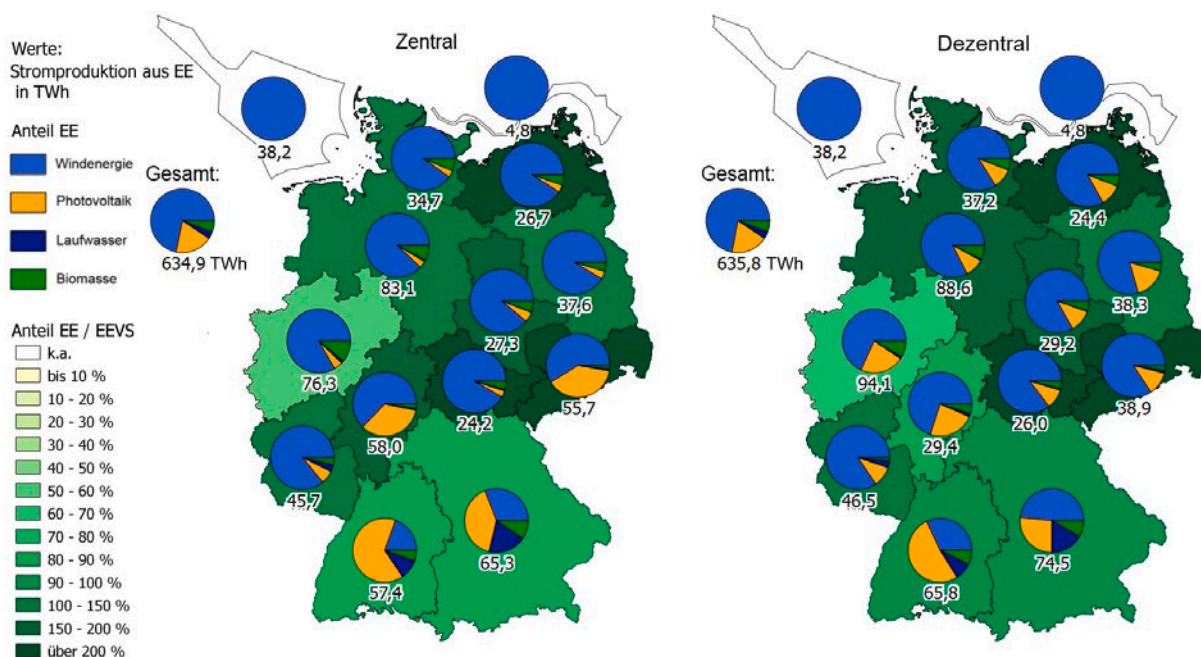 Werte:
Stromproduktion aus EE
in TWh
Anteil EE
Windenergie
Photovoltaik
Laufwasser
Biomasse
Anteil EE / EEVS
k.a.
bis 10 %
10 - 20 %
20 - 30 %
30 - 40 %
40 - 50 %
50 - 60 %
60 - 70 %
70 - 80 %
80 - 90 %
90 - 100 %
100 - 150 %
150 - 200 %
über 200 %
Zentral
Gesamt:
634,9 TWh
38,2
4,8
34,7
26,7
83,1
37,6
27,3
76,3
24,2
55,7
58,0
45,7
65,3
57,4
Dezentral
Gesamt:
635,8 TWh
38,2
4,8
37,2
24,4
88,6
38,3
29,2
94,1
26,0
38,9
29,4
46,5
74,5
65,8